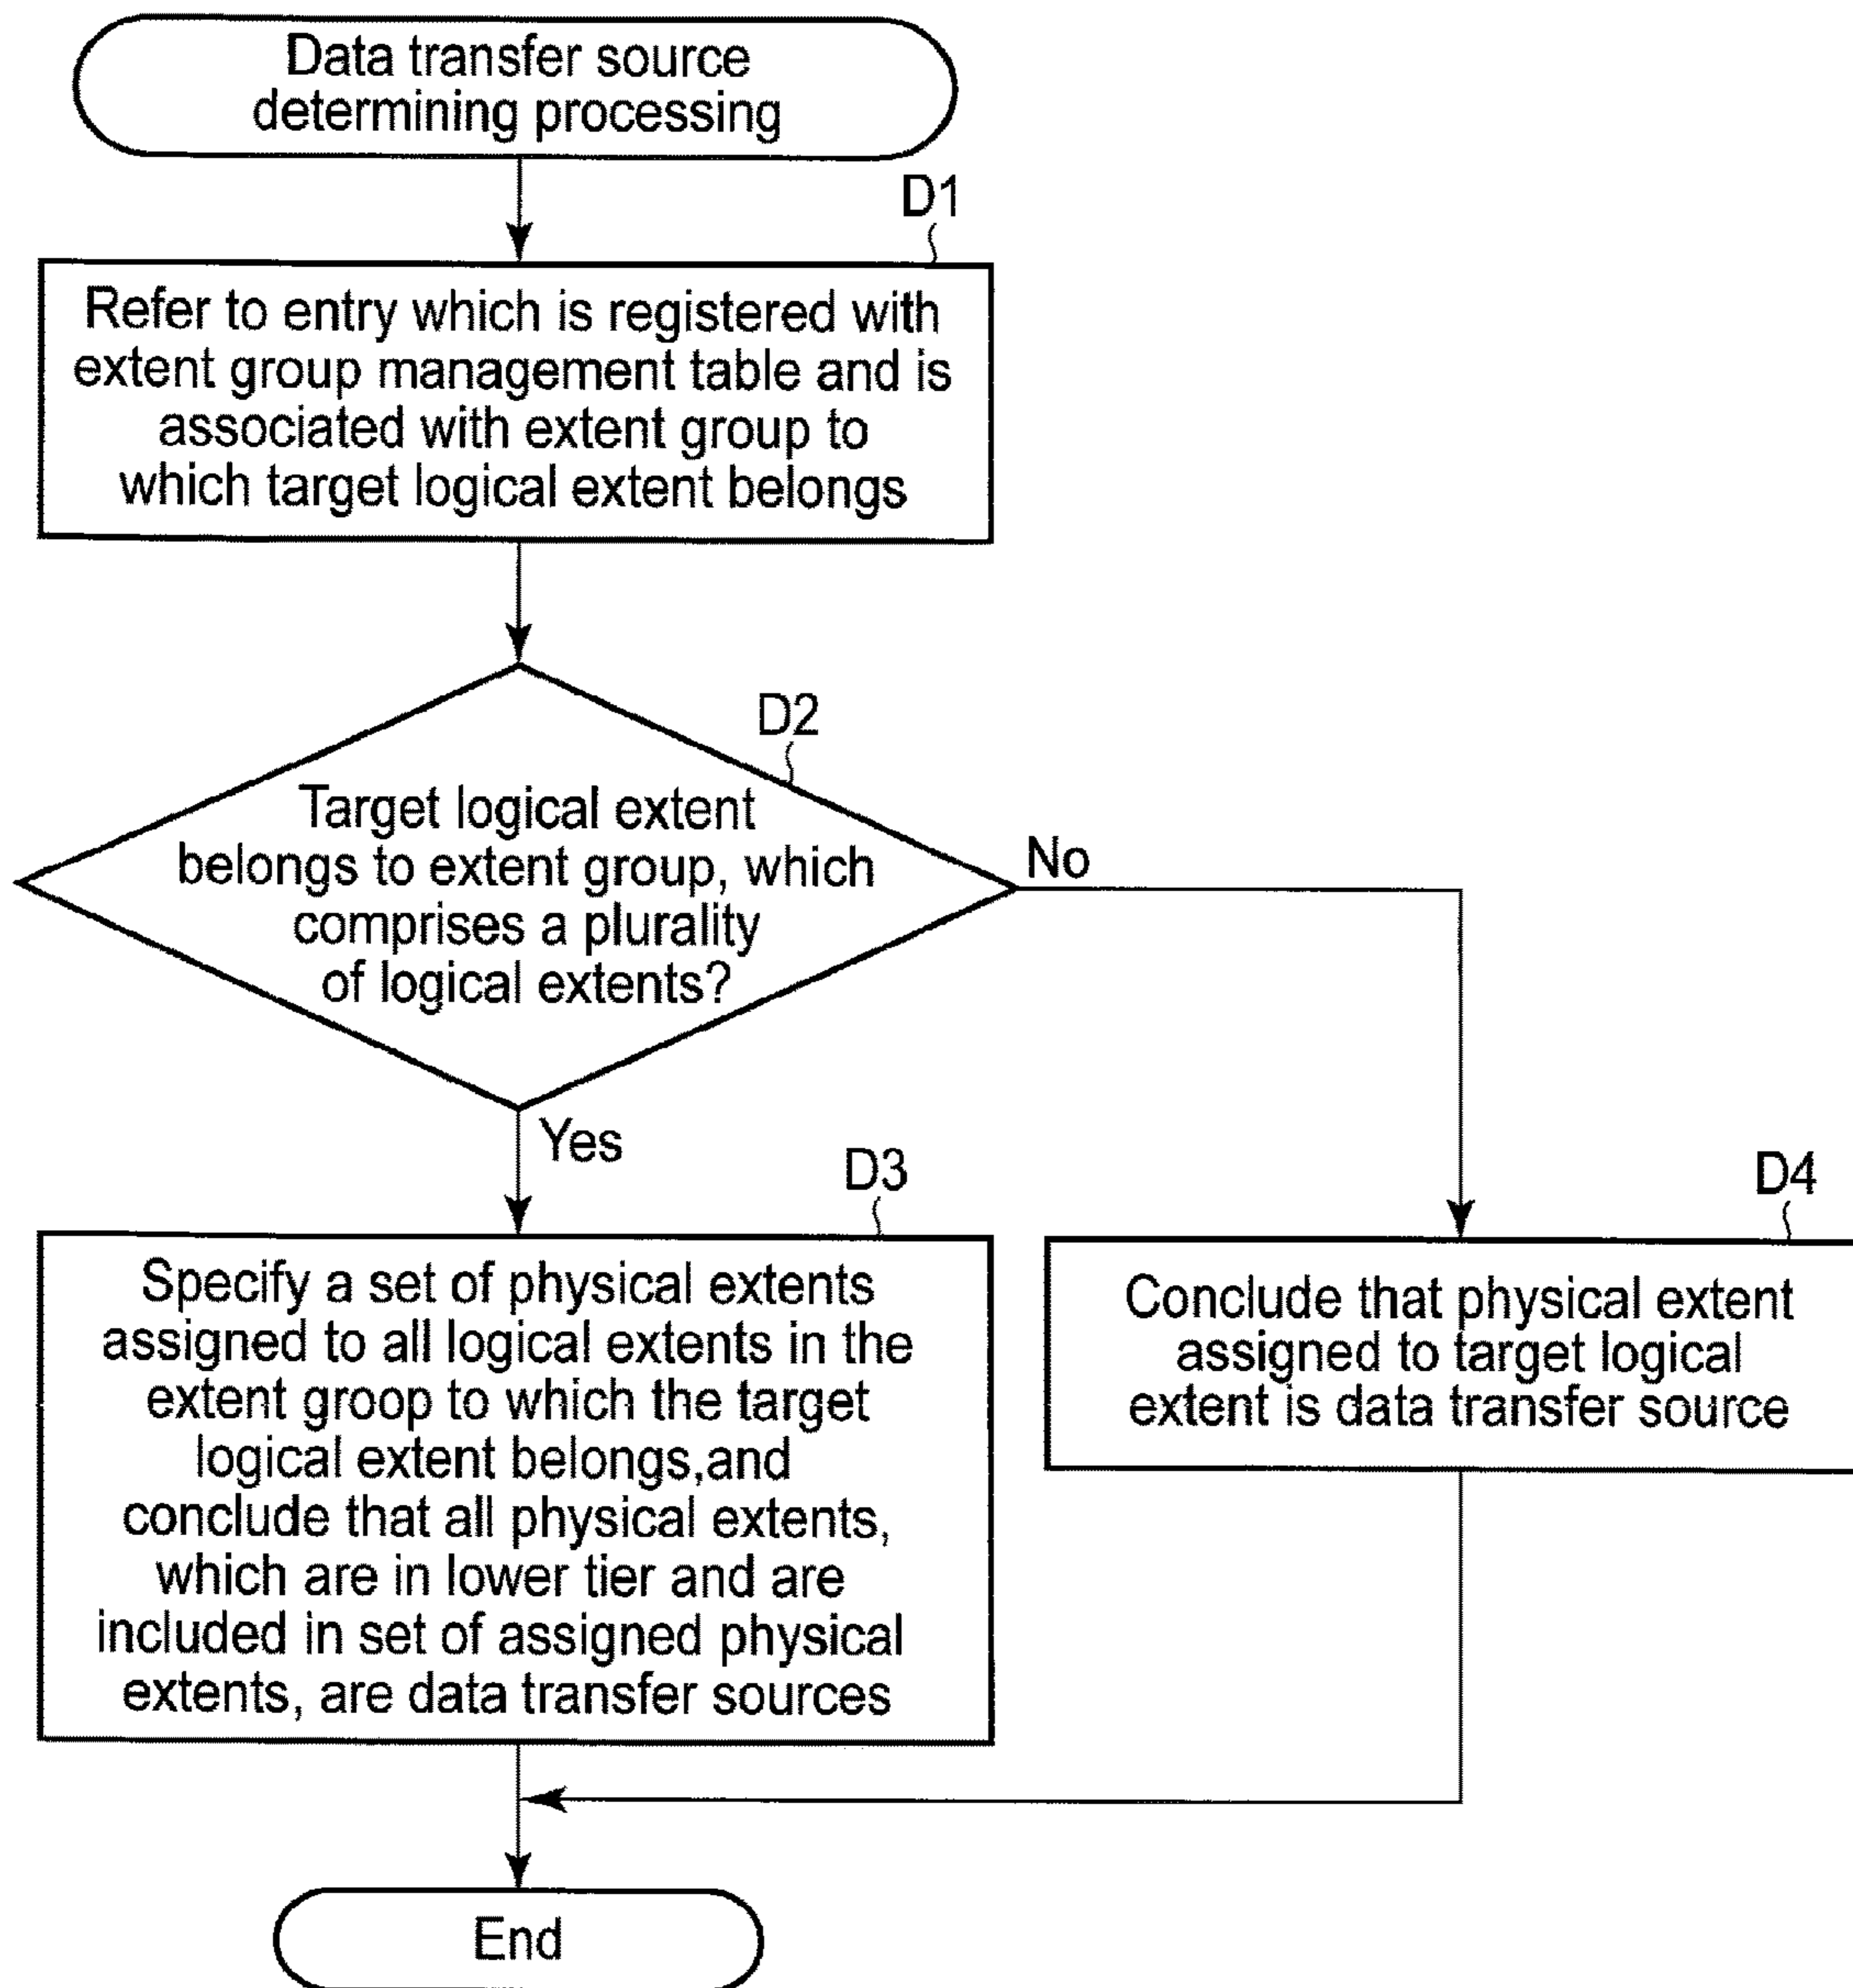 Data transfer source
determining processing
D1
Refer to entry which is registered with
extent group management table and is
associated with extent group to
which target logical extent belongs
D2
Target logical extent
belongs to extent group, which
comprises a plurality
of logical extents?
No
Yes
D3
Specify a set of physical extents
assigned to all logical extents in the
extent groop to which the target
logical extent belongs,and
conclude that all physical extents,
which are in lower tier and are
included in set of assigned physical
extents, are data transfer sources
D4
Conclude that physical extent
assigned to target logical
extent is data transfer source
End